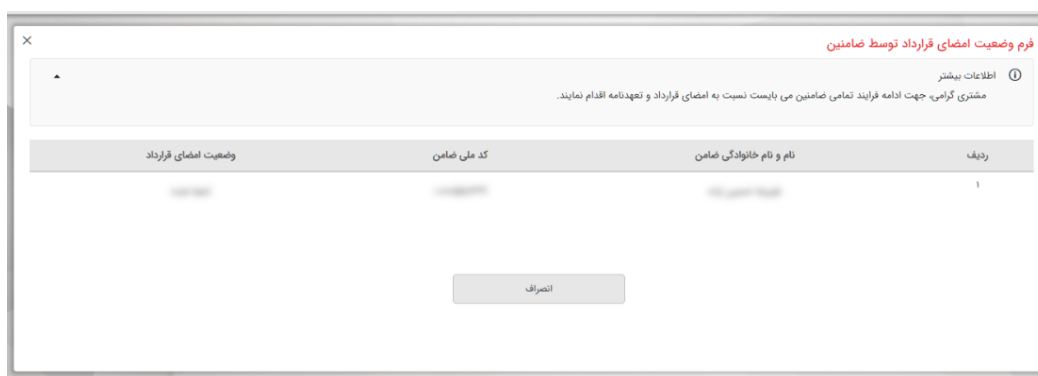 فرم وضعیت امضای قرارداد توسط ضامنین
اطلاعات بیشتر
مشتری گرامی، جهت ادامه فرایند تمامی ضامنین می بایست نسبت به امضای قرارداد و تعهدنامه اقدام نمایند.
ردیف نام و نام خانوادگی ضامن کد ملی ضامن وضعیت امضای قرارداد
۱
انصراف